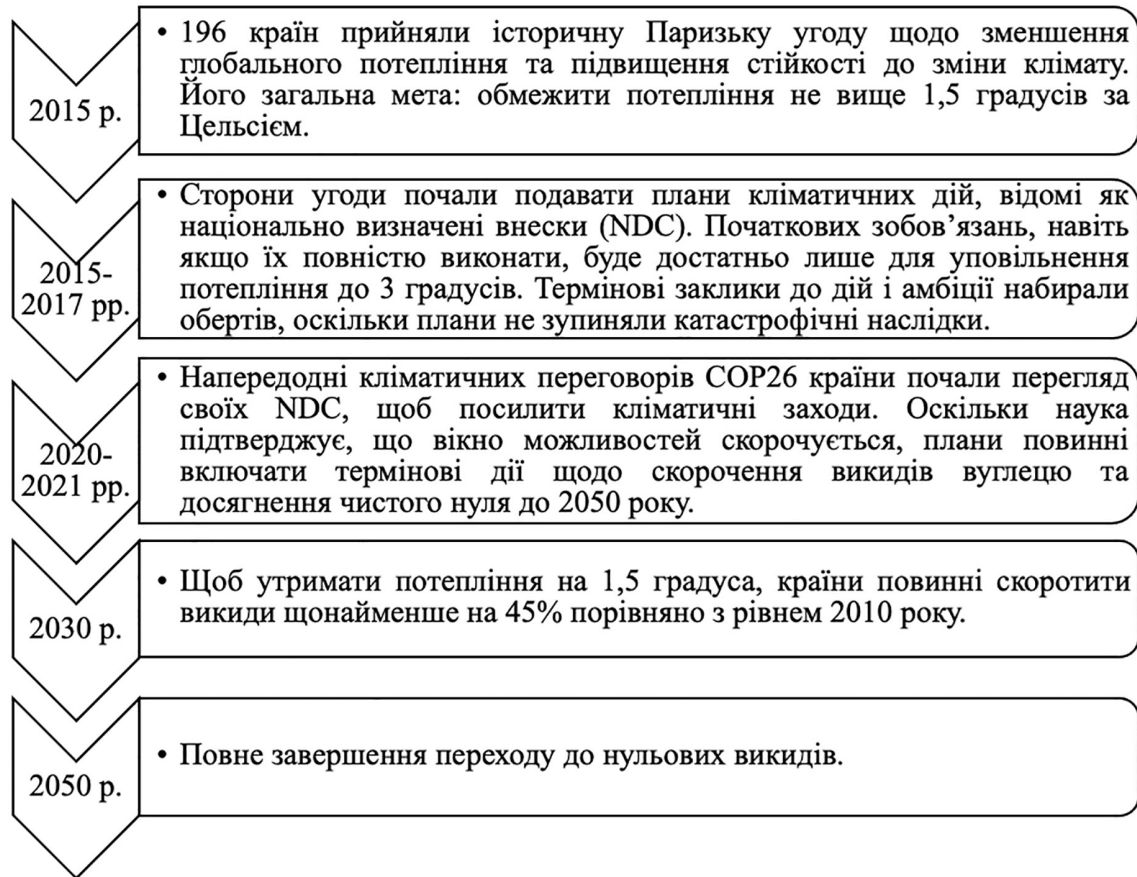 2015 р.
• 196 країн прийняли історичну Паризьку угоду щодо зменшення
глобального потепління та підвищення стійкості до зміни клімату.
Його загальна мета: обмежити потепління не вище 1,5 градусів за
Цельсієм.
2015-
2017 рр.
• Сторони угоди почали подавати плани кліматичних дій, відомі як
національно визначені внески (NDC). Початкових зобов’язань, навіть
якщо їх повністю виконати, буде достатньо лише для уповільнення
потепління до 3 градусів. Термінові заклики до дій і амбіції набирали
обертів, оскільки плани не зупиняли катастрофічні наслідки.
2020-
2021 рр.
• Напередодні кліматичних переговорів COP26 країни почали перегляд
своїх NDC, щоб посилити кліматичні заходи. Оскільки наука
підтверджує, що вікно можливостей скорочується, плани повинні
включати термінові дії щодо скорочення викидів вуглецю та
досягнення чистого нуля до 2050 року.
2030 р.
• Щоб утримати потепління на 1,5 градуса, країни повинні скоротити
викиди щонайменше на 45% порівняно з рівнем 2010 року.
2050 р.
• Повне завершення переходу до нульових викидів.